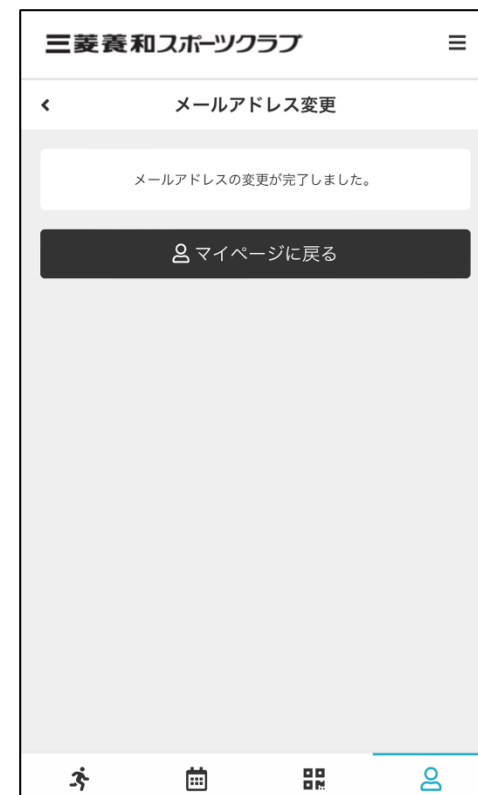 三菱養和スポーツクラブ
メールアドレス変更
メールアドレスの変更が完了しました。
マイページに戻る